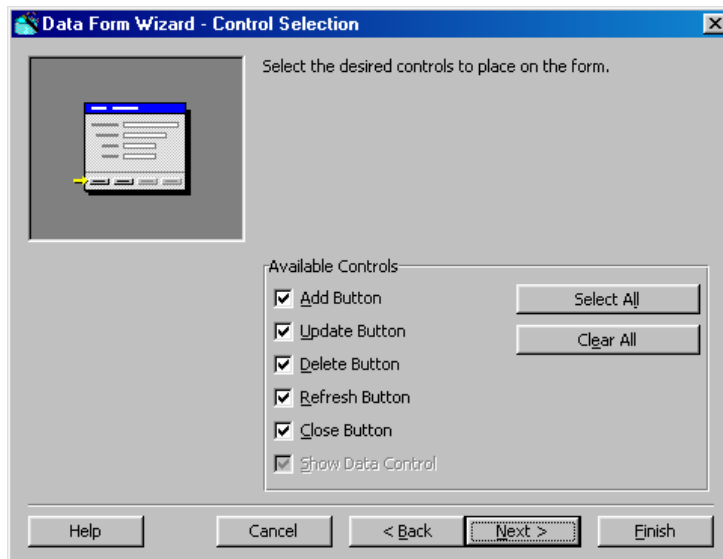 Data Form Wizard - Control Selection
Select the desired controls to place on the form.
Available Controls
Add Button
Select All
Update Button
Clear All
Delete Button
Refresh Button
Close Button
Show Data Control
Help
Cancel
< Back
Next >
Finish